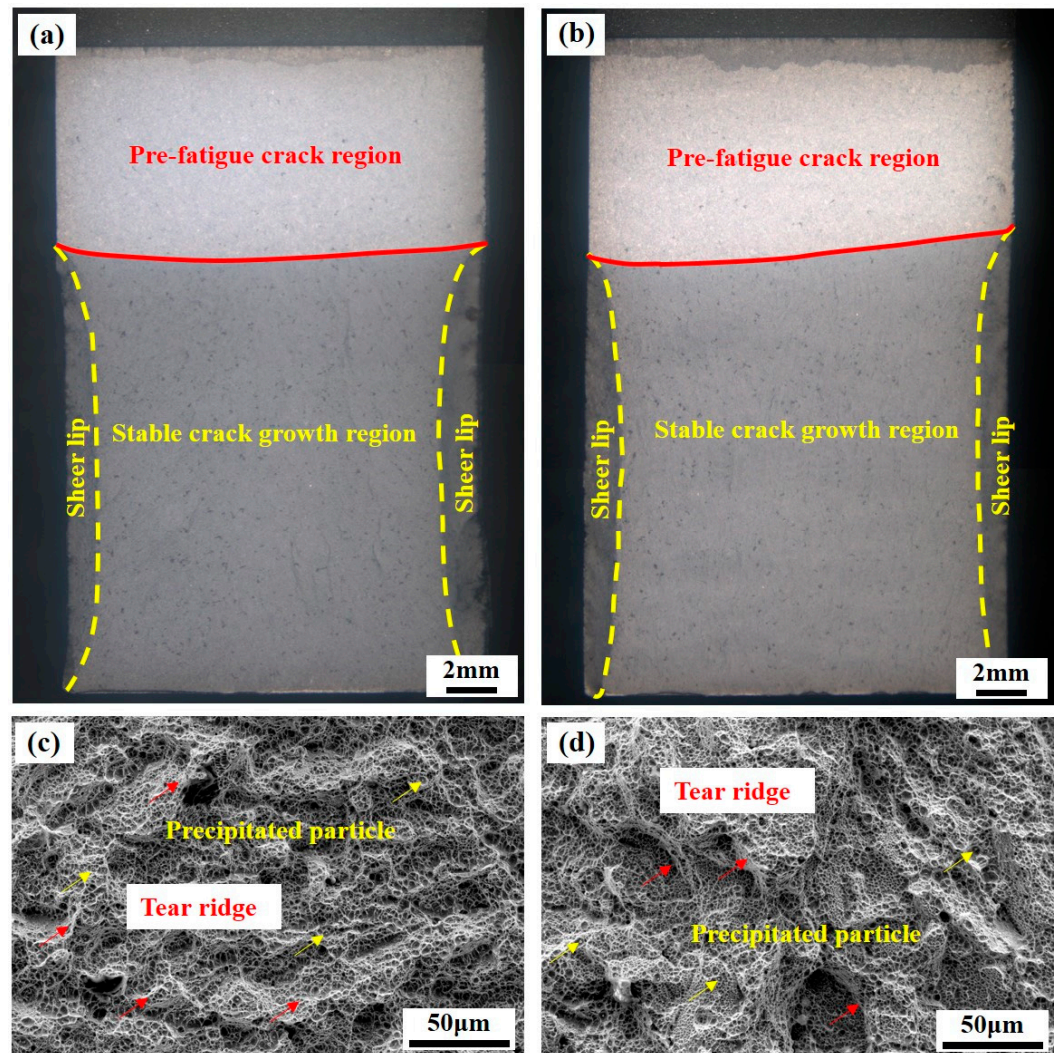 (a)
Pre-fatigue crack region
Sheer lip
Stable crack growth region
Sheer lip
2mm
(b)
Pre-fatigue crack region
Sheer lip
Stable crack growth region
Sheer lip
2mm
(c)
Precipitated particle
Tear ridge
50μm
(d)
Tear ridge
Precipitated particle
50μm